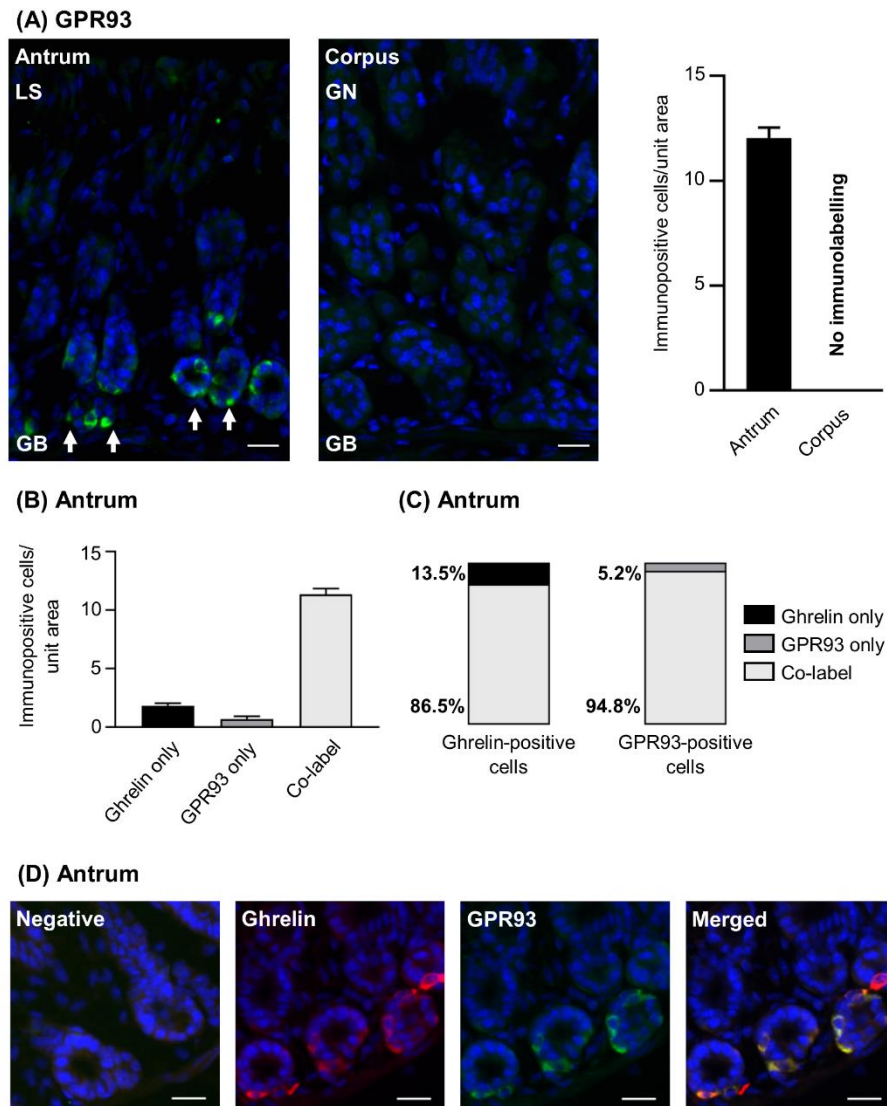 (A) GPR93
Antrum
LS
GB
Corpus
GN
GB
Immunopositive cells/unit area
15
10
5
0
No immunolabelling
Antrum
Corpus
(B) Antrum
Immunopositive cells/
unit area
15
10
5
0
Ghrelin only
GPR93 only
Co-label
(C) Antrum
13.5%
86.5%
Ghrelin-positive
cells
5.2%
94.8%
GPR93-positive
cells
Ghrelin only
GPR93 only
Co-label
(D) Antrum
Negative
Ghrelin
GPR93
Merged